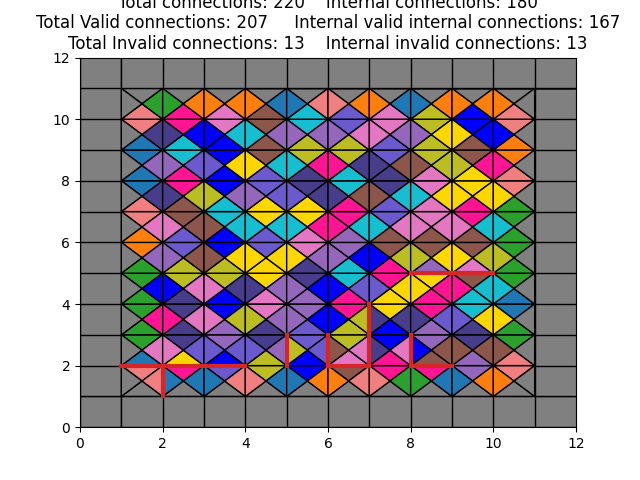 Total connections: 220 Internal connections: 180
Total Valid connections: 207 Internal valid internal connections: 167
Total Invalid connections: 13 Internal invalid connections: 13
12
10
8
6
4
2
0
0 2 4 6 8 10 12